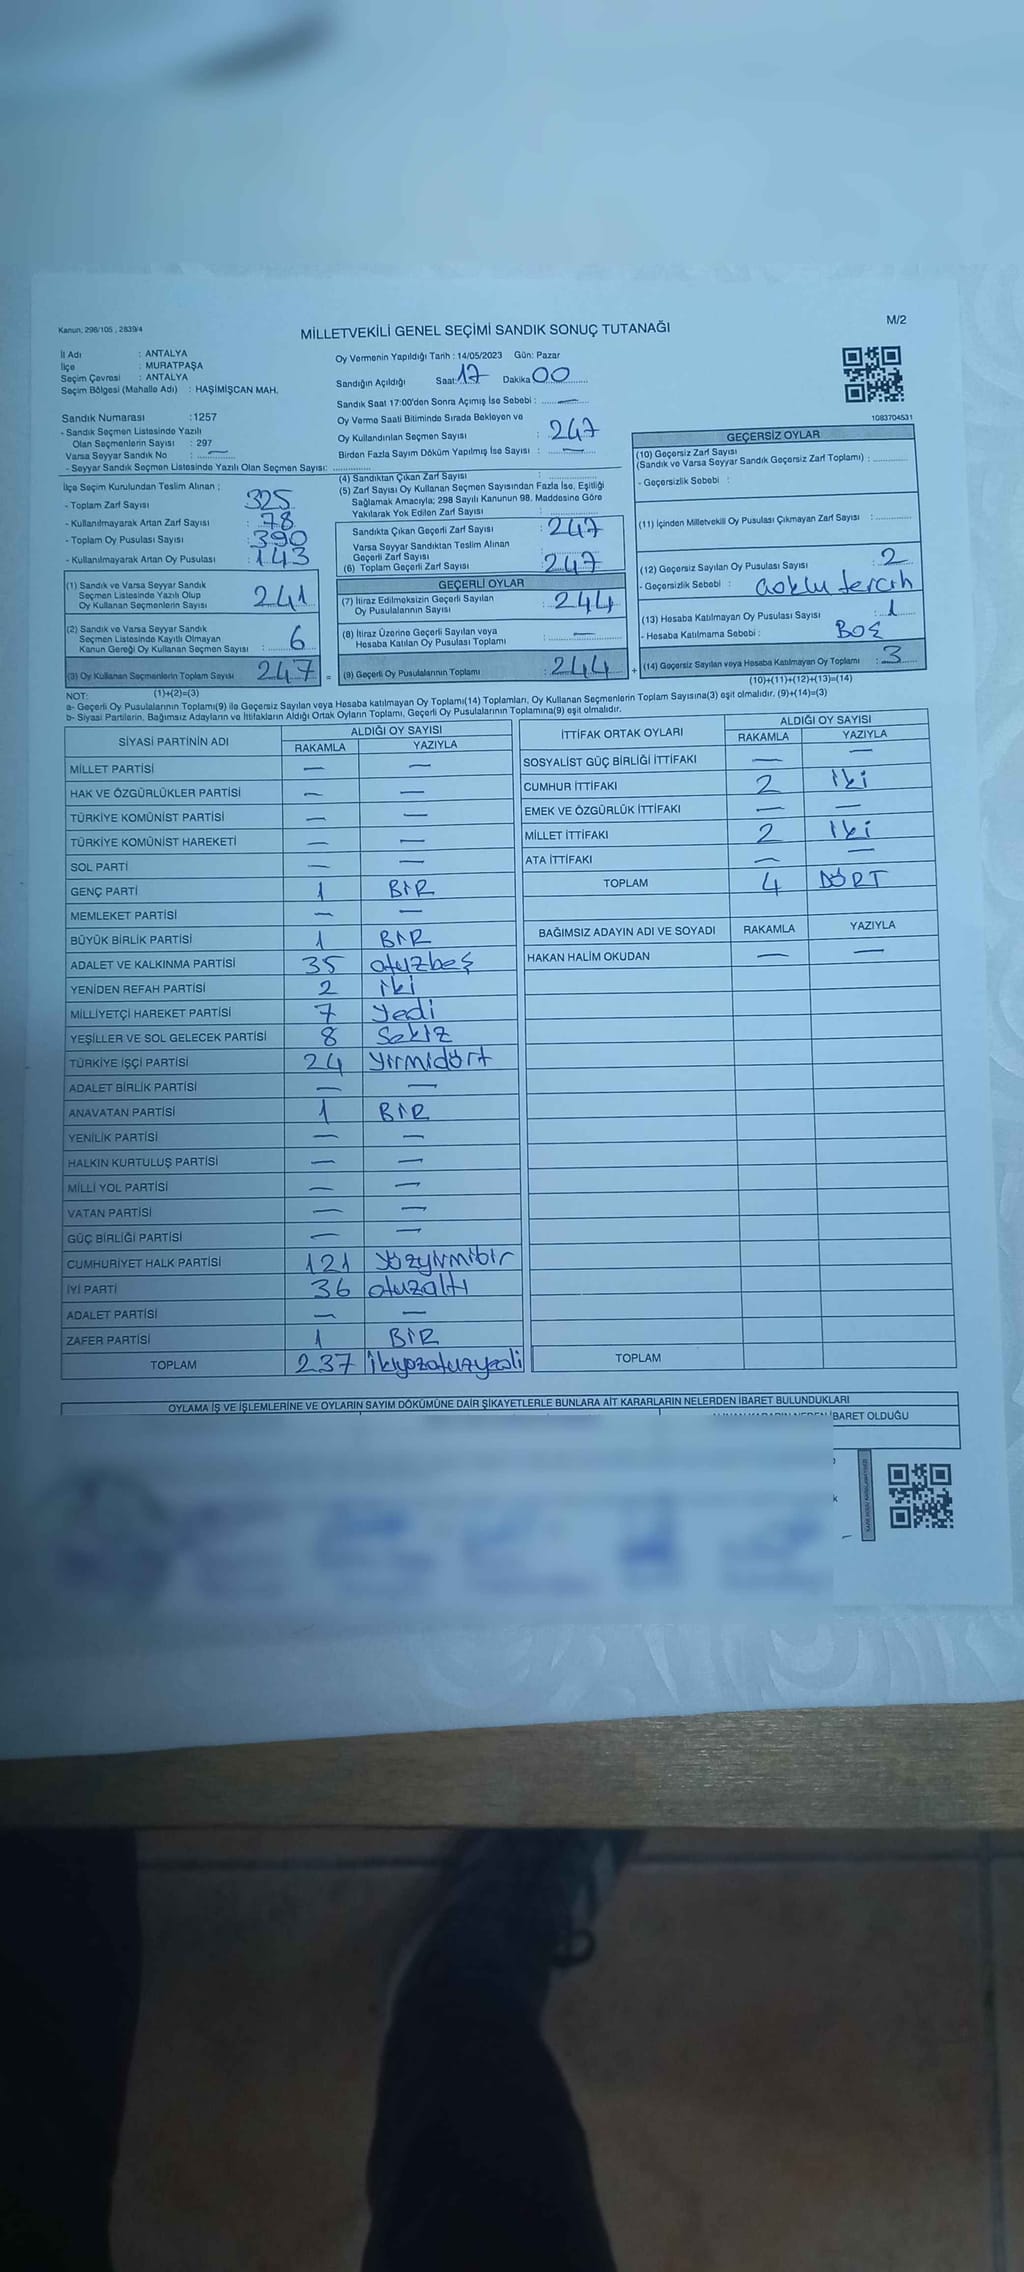 Kanun: 298/105 , 2839/4
M/2
MİLLETVEKİLİ GENEL SEÇİMİ SANDIK SONUÇ TUTANAĞI
İl Adı : ANTALYA
İlçe : MURATPAŞA
Seçim Çevresi : ANTALYA
Seçim Bölgesi (Mahalle Adı) : HAŞİMİŞCAN MAH.
Sandık Numarası :1257
- Sandık Seçmen Listesinde Yazılı
Olan Seçmenlerin Sayısı : 297
Varsa Seyyar Sandık No : —
- Seyyar Sandık Seçmen Listesinde Yazılı Olan Seçmen Sayısı:
Oy Vermenin Yapıldığı Tarih : 14/05/2023 Gün: Pazar
Sandığın Açıldığı Saat: 17 Dakika 00
Sandık Saat 17:00'den Sonra Açımış İse Sebebi : —
Oy Verme Saati Bitiminde Sırada Bekleyen ve
Oy Kullandırılan Seçmen Sayısı : 247
Birden Fazla Sayım Döküm Yapılmış İse Sayısı : —
1083704531
İlçe Seçim Kurulundan Teslim Alınan ;
- Toplam Zarf Sayısı : 325
- Kullanılmayarak Artan Zarf Sayısı : 78
- Toplam Oy Pusulası Sayısı : 390
- Kullanılmayarak Artan Oy Pusulası : 143
(1) Sandık ve Varsa Seyyar Sandık
Seçmen Listesinde Yazılı Olup
Oy Kullanan Seçmenlerin Sayısı : 241
(2) Sandık ve Varsa Seyyar Sandık
Seçmen Listesinde Kayıtlı Olmayan
Kanun Gereği Oy Kullanan Seçmen Sayısı : 6
(3) Oy Kullanan Seçmenlerin Toplam Sayısı 247
(4) Sandıktan Çıkan Zarf Sayısı :
(5) Zarf Sayısı Oy Kullanan Seçmen Sayısından Fazla İse, Eşitliği
Sağlamak Amacıyla; 298 Sayılı Kanunun 98. Maddesine Göre
Yakılarak Yok Edilen Zarf Sayısı :
Sandıkta Çıkan Geçerli Zarf Sayısı : 247
Varsa Seyyar Sandıktan Teslim Alınan
Geçerli Zarf Sayısı :
(6) Toplam Geçerli Zarf Sayısı : 247
GEÇERLİ OYLAR
(7) İtiraz Edilmeksizin Geçerli Sayılan
Oy Pusulalarının Sayısı : 244
(8) İtiraz Üzerine Geçerli Sayılan veya
Hesaba Katılan Oy Pusulası Toplamı : —
= (9) Geçerli Oy Pusulalarının Toplamı : 244 +
GEÇERSİZ OYLAR
(10) Geçersiz Zarf Sayısı
(Sandık ve Varsa Seyyar Sandık Geçersiz Zarf Toplamı) :
- Geçersizlik Sebebi :
(11) İçinden Milletvekili Oy Pusulası Çıkmayan Zarf Sayısı :
(12) Geçersiz Sayılan Oy Pusulası Sayısı : 2
- Geçersizlik Sebebi : Çoklu tercih
(13) Hesaba Katılmayan Oy Pusulası Sayısı : 1
- Hesaba Katılmama Sebebi : BOŞ
(14) Geçersiz Sayılan veya Hesaba Katılmayan Oy Toplamı : 3
(10)+(11)+(12)+(13)=(14)
NOT: (1)+(2)=(3)
a- Geçerli Oy Pusulalarının Toplamı(9) ile Geçersiz Sayılan veya Hesaba katılmayan Oy Toplamı(14) Toplamları, Oy Kullanan Seçmenlerin Toplam Sayısına(3) eşit olmalıdır. (9)+(14)=(3)
b- Siyasi Partilerin, Bağımsız Adayların ve İttifakların Aldığı Ortak Oyların Toplamı, Geçerli Oy Pusulalarının Toplamına(9) eşit olmalıdır.
SİYASİ PARTİNİN ADI ALDIĞI OY SAYISI
RAKAMLA YAZIYLA
MİLLET PARTİSİ — —
HAK VE ÖZGÜRLÜKLER PARTİSİ — —
TÜRKİYE KOMÜNİST PARTİSİ — —
TÜRKİYE KOMÜNİST HAREKETİ — —
SOL PARTİ — —
GENÇ PARTİ 1 BİR
MEMLEKET PARTİSİ — —
BÜYÜK BİRLİK PARTİSİ 1 BİR
ADALET VE KALKINMA PARTİSİ 35 otuzbeş
YENİDEN REFAH PARTİSİ 2 iki
MİLLİYETÇİ HAREKET PARTİSİ 7 Yedi
YEŞİLLER VE SOL GELECEK PARTİSİ 8 Sekiz
TÜRKİYE İŞÇİ PARTİSİ 24 Yirmidört
ADALET BİRLİK PARTİSİ — —
ANAVATAN PARTİSİ 1 BİR
YENİLİK PARTİSİ — —
HALKIN KURTULUŞ PARTİSİ — —
MİLLİ YOL PARTİSİ — —
VATAN PARTİSİ — —
GÜÇ BİRLİĞİ PARTİSİ — —
CUMHURİYET HALK PARTİSİ 121 Yüzyirmibir
İYİ PARTİ 36 otuzaltı
ADALET PARTİSİ — —
ZAFER PARTİSİ 1 BİR
TOPLAM 237 İkiyüzotuzyedi
İTTİFAK ORTAK OYLARI ALDIĞI OY SAYISI
RAKAMLA YAZIYLA
SOSYALİST GÜÇ BİRLİĞİ İTTİFAKI — —
CUMHUR İTTİFAKI 2 iki
EMEK VE ÖZGÜRLÜK İTTİFAKI — —
MİLLET İTTİFAKI 2 iki
ATA İTTİFAKI — —
TOPLAM 4 DÖRT
BAĞIMSIZ ADAYIN ADI VE SOYADI RAKAMLA YAZIYLA
HAKAN HALİM OKUDAN — —
TOPLAM
OYLAMA İŞ VE İŞLEMLERİNE VE OYLARIN SAYIM DÖKÜMÜNE DAİR ŞİKAYETLERLE BUNLARA AİT KARARLARIN NELERDEN İBARET BULUNDUKLARI
İBARET OLDUĞU